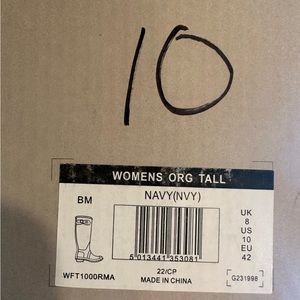 10
WOMENS ORG TALL
NAVY(NVY)
BM
UK
8
US
10
EU
42
5 013441 353081
22/CP
WFT1000RMA
MADE IN CHINA
G231998